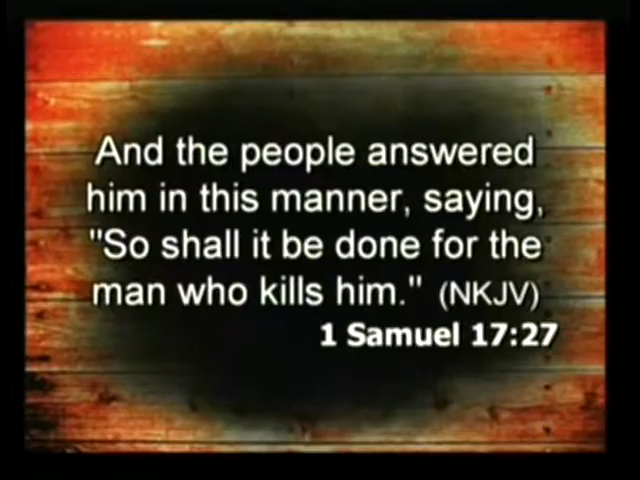 And the people answered
him in this manner, saying,
"So shall it be done for the
man who kills him." (NKJV)
1 Samuel 17:27